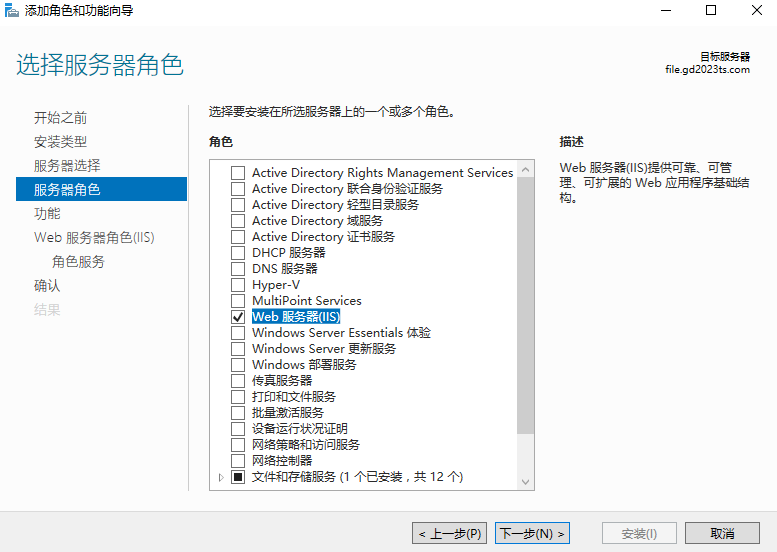 添加角色和功能向导
选择服务器角色
目标服务器
file.gd2023ts.com
开始之前
安装类型
服务器选择
服务器角色
功能
Web 服务器角色(IIS)
角色服务
确认
结果
选择要安装在所选服务器上的一个或多个角色。
角色
Active Directory Rights Management Services
Active Directory 联合身份验证服务
Active Directory 轻型目录服务
Active Directory 域服务
Active Directory 证书服务
DHCP 服务器
DNS 服务器
Hyper-V
MultiPoint Services
Web 服务器(IIS)
Windows Server Essentials 体验
Windows Server 更新服务
Windows 部署服务
传真服务器
打印和文件服务
批量激活服务
设备运行状况证明
网络策略和访问服务
网络控制器
文件和存储服务 (1 个已安装，共 12 个)
描述
Web 服务器(IIS)提供可靠、可管
理、可扩展的 Web 应用程序基础结
构。
< 上一步(P)
下一步(N) >
安装(I)
取消